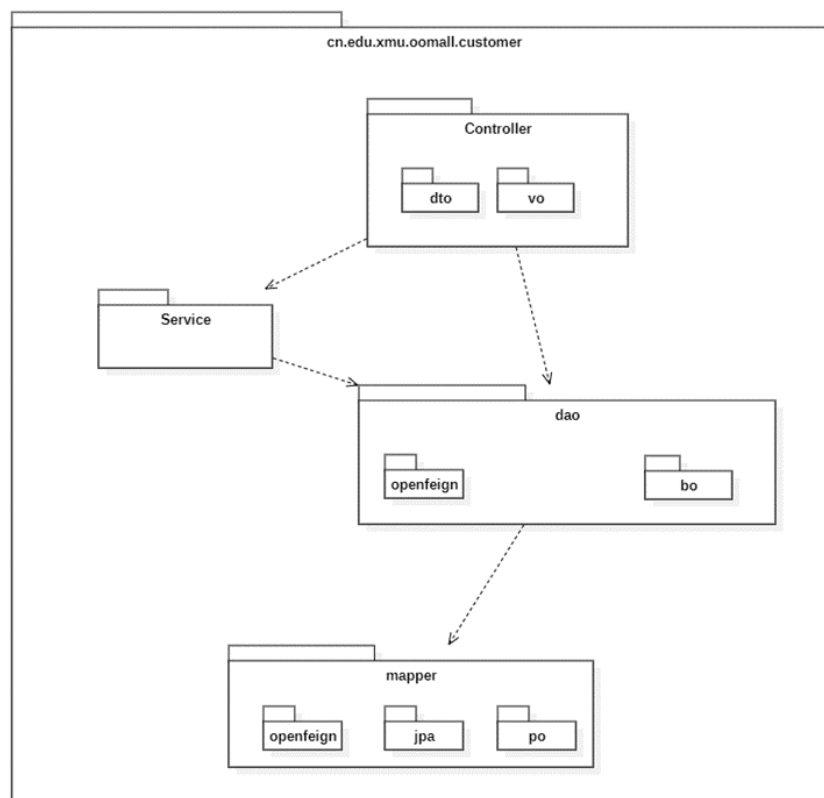 cn.edu.xmu.oomall.customer
Controller
dto
vo
Service
dao
openfeign
bo
mapper
openfeign
jpa
po